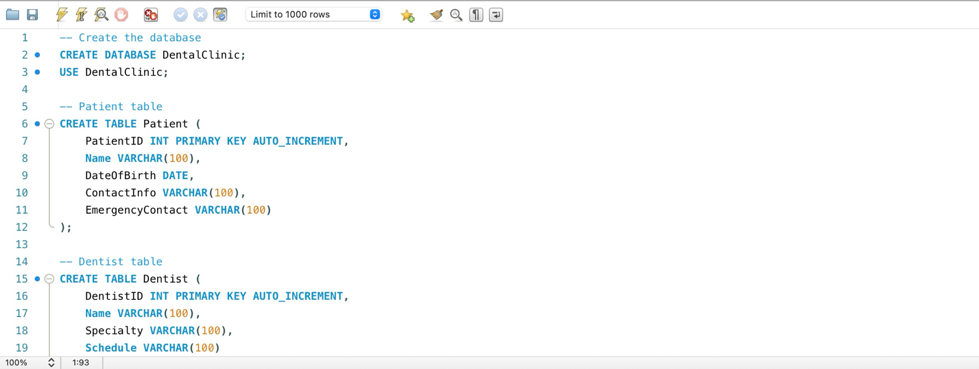 Limit to 1000 rows
1 -- Create the database
2 CREATE DATABASE DentalClinic;
3 USE DentalClinic;
4
5 -- Patient table
6 CREATE TABLE Patient (
7 PatientID INT PRIMARY KEY AUTO_INCREMENT,
8 Name VARCHAR(100),
9 DateOfBirth DATE,
10 ContactInfo VARCHAR(100),
11 EmergencyContact VARCHAR(100)
12 );
13
14 -- Dentist table
15 CREATE TABLE Dentist (
16 DentistID INT PRIMARY KEY AUTO_INCREMENT,
17 Name VARCHAR(100),
18 Specialty VARCHAR(100),
19 Schedule VARCHAR(100)
100% 1:93